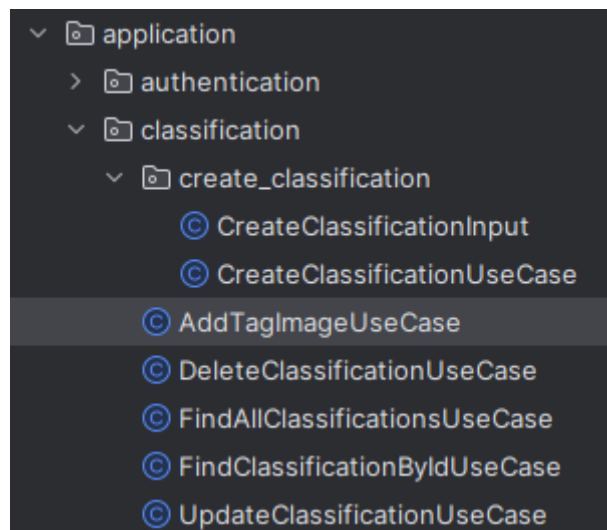 application
authentication
classification
create_classification
CreateClassificationInput
CreateClassificationUseCase
AddTagImageUseCase
DeleteClassificationUseCase
FindAllClassificationsUseCase
FindClassificationByIdUseCase
UpdateClassificationUseCase